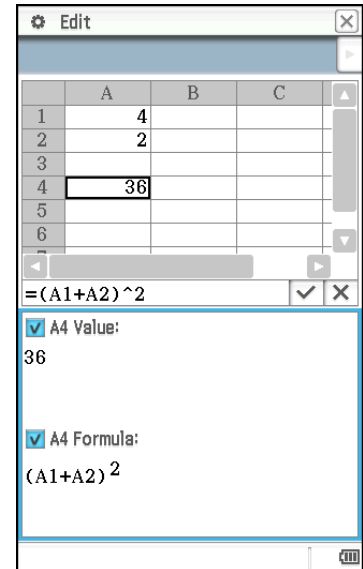 Edit
A B C
1 4
2 2
3
4 36
5
6
7
=(A1+A2)^2
A4 Value:
36
A4 Formula:
(A1+A2)²